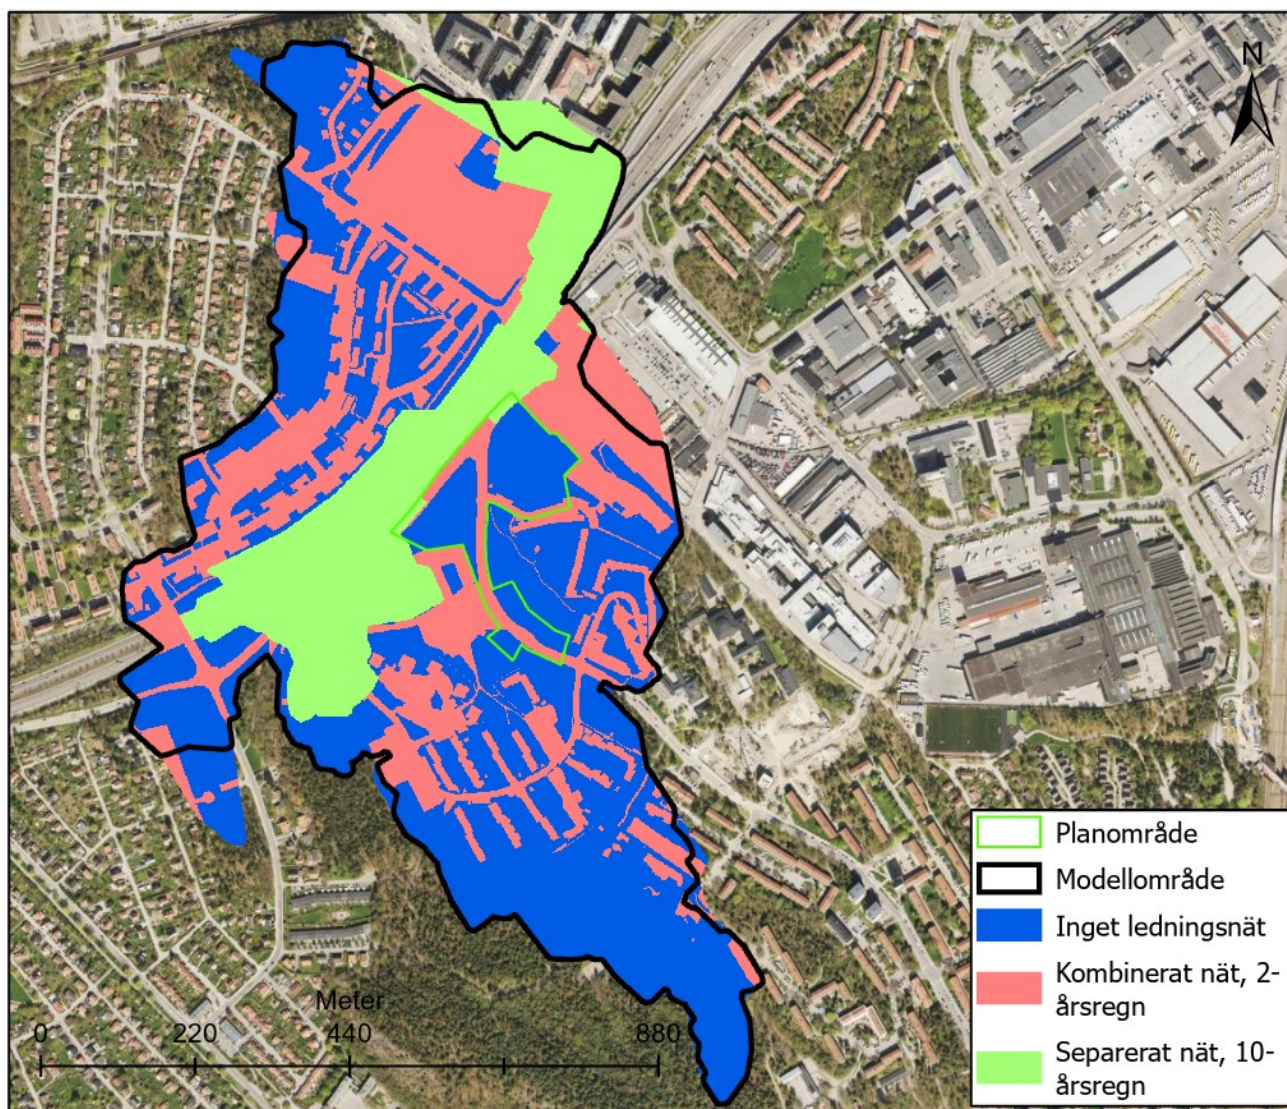 N
Meter
0 220 440 880
Planområde
Modellområde
Inget ledningsnät
Kombinerat nät, 2-
årsregn
Separerat nät, 10-
årsregn